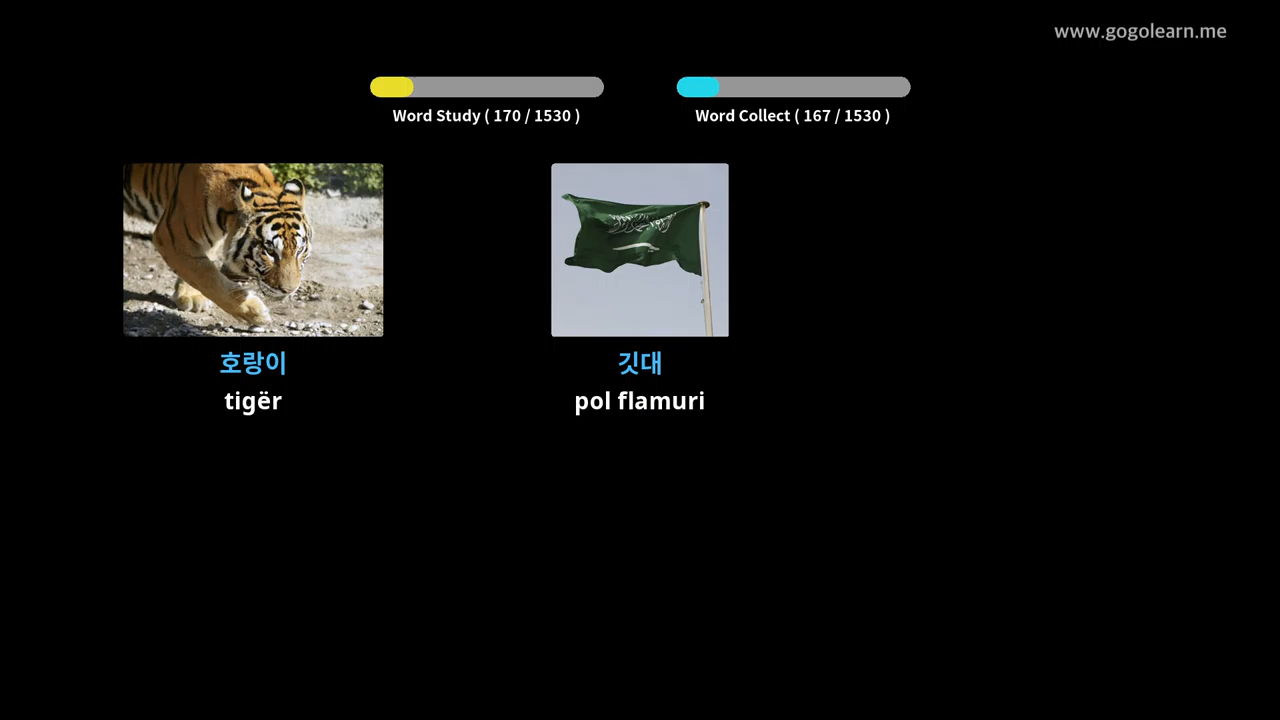 www.gogolearn.me
Word Study ( 170 / 1530 )
Word Collect ( 167 / 1530 )
호랑이
tigër
깃대
pol flamuri